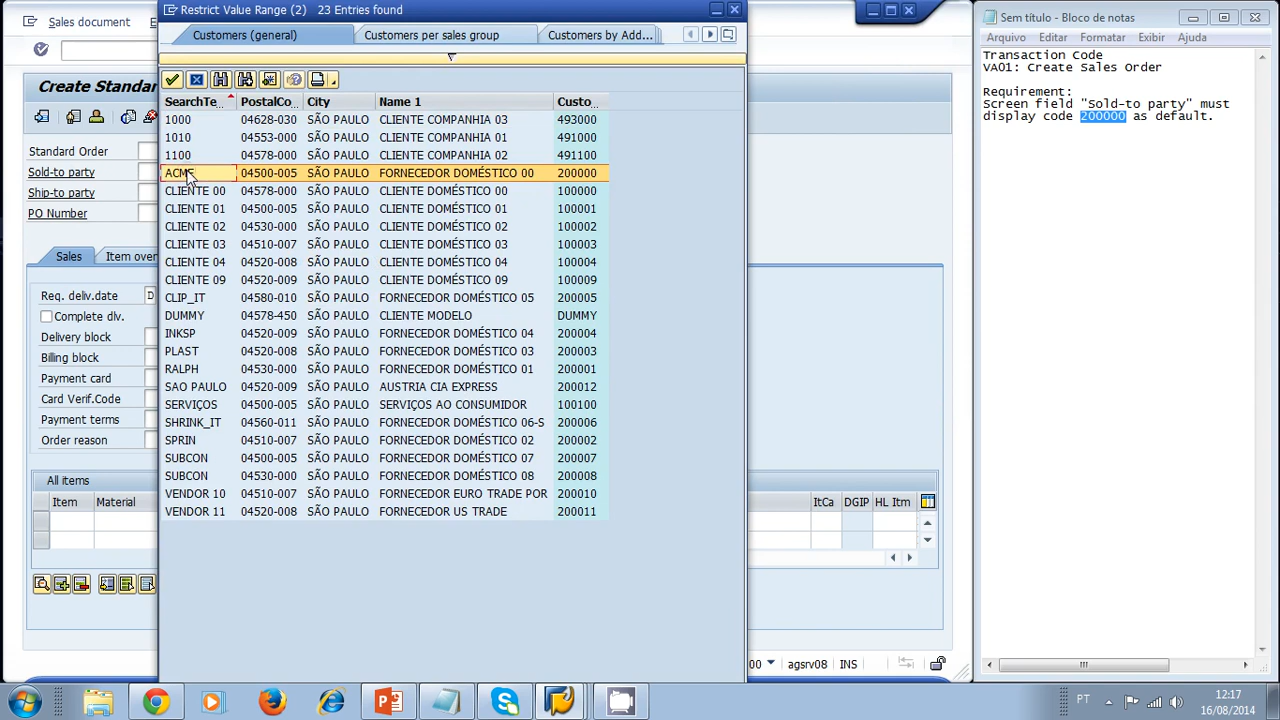 Restrict Value Range (2) 23 Entries found
Customers (general) Customers per sales group Customers by Add...
SearchTe.. PostalCo.. City Name 1 Custo...
1000 04628-030 SÃO PAULO CLIENTE COMPANHIA 03 493000
1010 04553-000 SÃO PAULO CLIENTE COMPANHIA 01 491000
1100 04578-000 SÃO PAULO CLIENTE COMPANHIA 02 491100
ACME 04500-005 SÃO PAULO FORNECEDOR DOMÉSTICO 00 200000
CLIENTE 00 04578-000 SÃO PAULO CLIENTE DOMÉSTICO 00 100000
CLIENTE 01 04500-005 SÃO PAULO CLIENTE DOMÉSTICO 01 100001
CLIENTE 02 04530-000 SÃO PAULO CLIENTE DOMÉSTICO 02 100002
CLIENTE 03 04510-007 SÃO PAULO CLIENTE DOMÉSTICO 03 100003
CLIENTE 04 04520-008 SÃO PAULO CLIENTE DOMÉSTICO 04 100004
CLIENTE 09 04520-009 SÃO PAULO CLIENTE DOMÉSTICO 09 100009
CLIP_IT 04580-010 SÃO PAULO FORNECEDOR DOMÉSTICO 05 200005
DUMMY 04578-450 SÃO PAULO CLIENTE MODELO DUMMY
INKSP 04520-009 SÃO PAULO FORNECEDOR DOMÉSTICO 04 200004
PLAST 04520-008 SÃO PAULO FORNECEDOR DOMÉSTICO 03 200003
RALPH 04530-000 SÃO PAULO FORNECEDOR DOMÉSTICO 01 200001
SAO PAULO 04520-009 SÃO PAULO AUSTRIA CIA EXPRESS 200012
SERVIÇOS 04500-005 SÃO PAULO SERVIÇOS AO CONSUMIDOR 100100
SHRINK_IT 04560-011 SÃO PAULO FORNECEDOR DOMÉSTICO 06-S 200006
SPRIN 04510-007 SÃO PAULO FORNECEDOR DOMÉSTICO 02 200002
SUBCON 04500-005 SÃO PAULO FORNECEDOR DOMÉSTICO 07 200007
SUBCON 04530-000 SÃO PAULO FORNECEDOR DOMÉSTICO 08 200008
VENDOR 10 04510-007 SÃO PAULO FORNECEDOR EURO TRADE POR 200010
VENDOR 11 04520-008 SÃO PAULO FORNECEDOR US TRADE 200011
Sales document
Create Standar
Standard Order
Sold-to party
Ship-to party
PO Number
Sales Item over
Req. deliv.date D
Complete dlv.
Delivery block
Billing block
Payment card
Card Verif.Code
Payment terms
Order reason
All items
Item Material ItCa DGIP HL Itm
00 agsrv08 INS
Sem título - Bloco de notas
Arquivo Editar Formatar Exibir Ajuda
Transaction Code
VA01: Create Sales Order
Requirement:
Screen field "Sold-to party" must
display code 200000 as default.
PT
12:17
16/08/2014